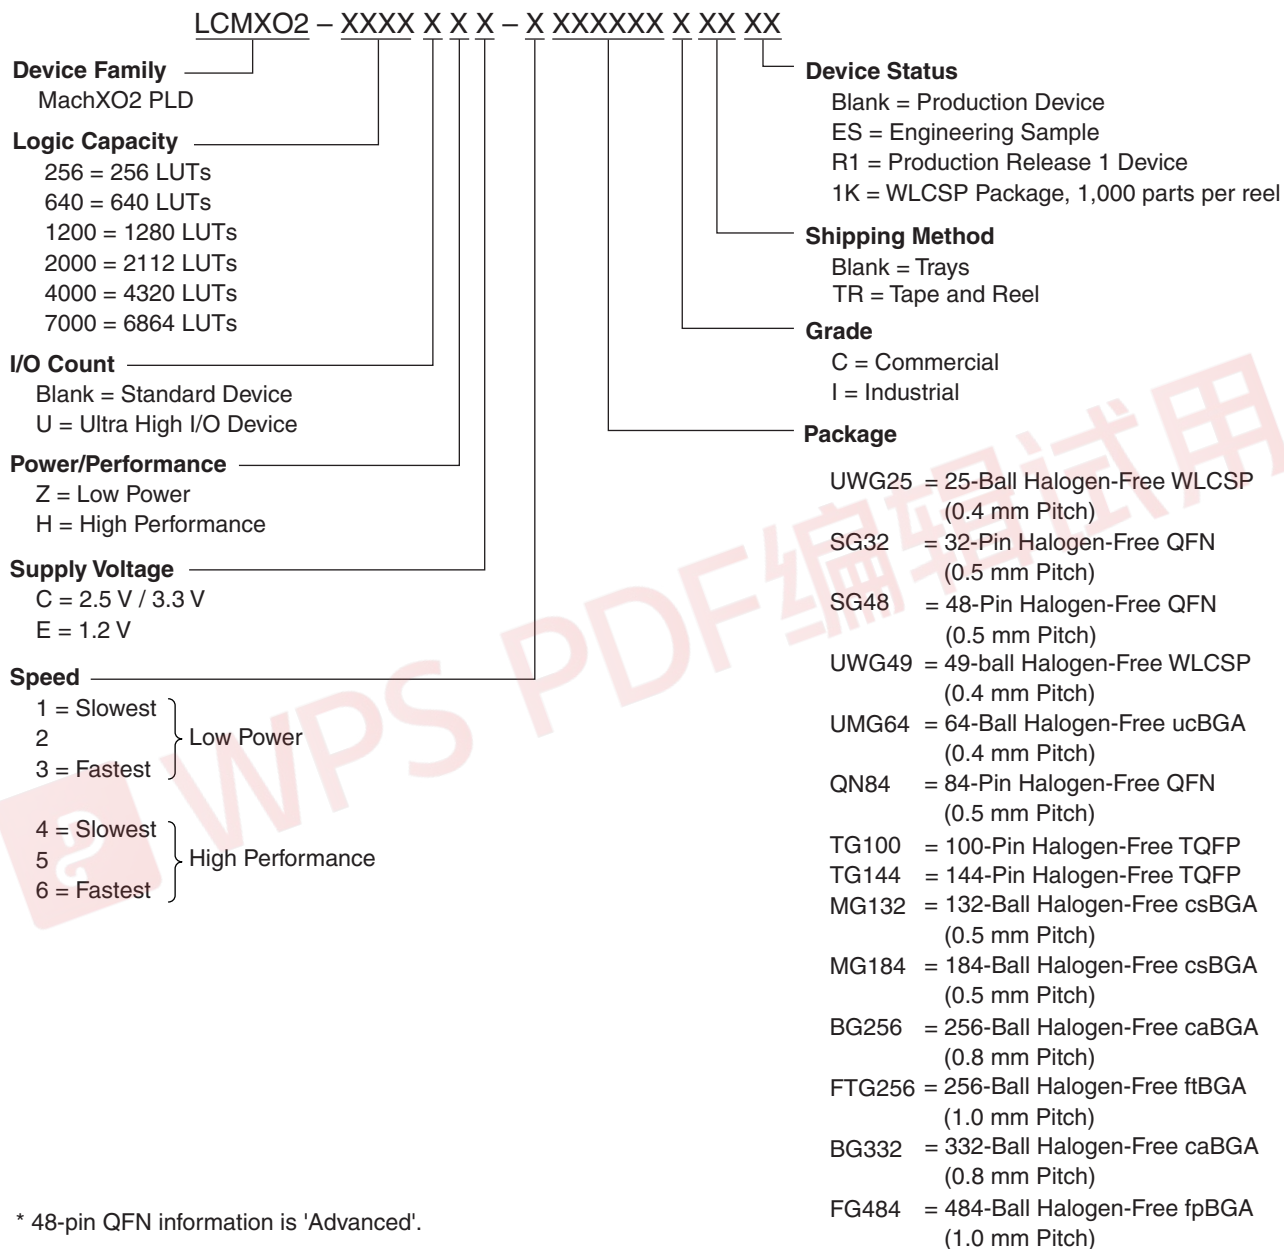 LCMXO2 – XXXX X X X – X XXXXXX X XX XX
Device Family
MachXO2 PLD
Logic Capacity
256 = 256 LUTs
640 = 640 LUTs
1200 = 1280 LUTs
2000 = 2112 LUTs
4000 = 4320 LUTs
7000 = 6864 LUTs
I/O Count
Blank = Standard Device
U = Ultra High I/O Device
Power/Performance
Z = Low Power
H = High Performance
Supply Voltage
C = 2.5 V / 3.3 V
E = 1.2 V
Speed
1 = Slowest
2
3 = Fastest
Low Power
4 = Slowest
5
6 = Fastest
High Performance
Device Status
Blank = Production Device
ES = Engineering Sample
R1 = Production Release 1 Device
1K = WLCSP Package, 1,000 parts per reel
Shipping Method
Blank = Trays
TR = Tape and Reel
Grade
C = Commercial
I = Industrial
Package
UWG25 = 25-Ball Halogen-Free WLCSP
(0.4 mm Pitch)
SG32 = 32-Pin Halogen-Free QFN
(0.5 mm Pitch)
SG48 = 48-Pin Halogen-Free QFN
(0.5 mm Pitch)
UWG49 = 49-ball Halogen-Free WLCSP
(0.4 mm Pitch)
UMG64 = 64-Ball Halogen-Free ucBGA
(0.4 mm Pitch)
QN84 = 84-Pin Halogen-Free QFN
(0.5 mm Pitch)
TG100 = 100-Pin Halogen-Free TQFP
TG144 = 144-Pin Halogen-Free TQFP
MG132 = 132-Ball Halogen-Free csBGA
(0.5 mm Pitch)
MG184 = 184-Ball Halogen-Free csBGA
(0.5 mm Pitch)
BG256 = 256-Ball Halogen-Free caBGA
(0.8 mm Pitch)
FTG256 = 256-Ball Halogen-Free ftBGA
(1.0 mm Pitch)
BG332 = 332-Ball Halogen-Free caBGA
(0.8 mm Pitch)
FG484 = 484-Ball Halogen-Free fpBGA
(1.0 mm Pitch)
* 48-pin QFN information is 'Advanced'.
WPS PDF编辑试用